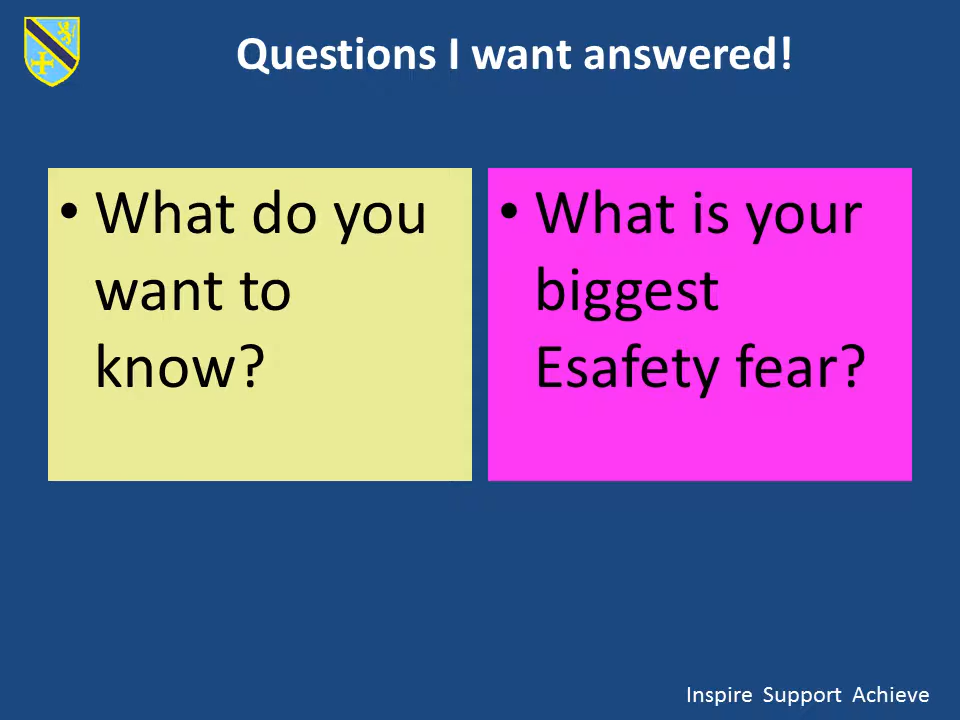 Questions I want answered!
• What do you
want to
know?
• What is your
biggest
Esafety fear?
Inspire Support Achieve